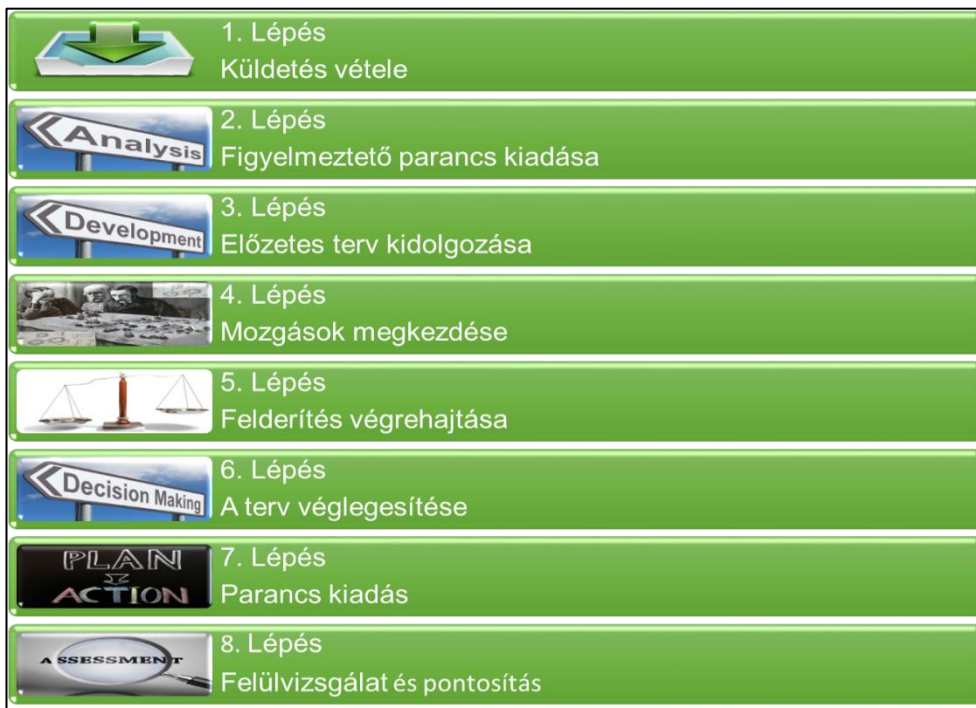 1. Lépés
Küldetés vétele
Analysis
2. Lépés
Figyelmeztető parancs kiadása
Development
3. Lépés
Előzetes terv kidolgozása
4. Lépés
Mozgások megkezdése
5. Lépés
Felderítés végrehajtása
Decision Making
6. Lépés
A terv véglegesítése
PLAN
ACTION
7. Lépés
Parancs kiadás
ASSESSMENT
8. Lépés
Felülvizsgálat és pontosítás